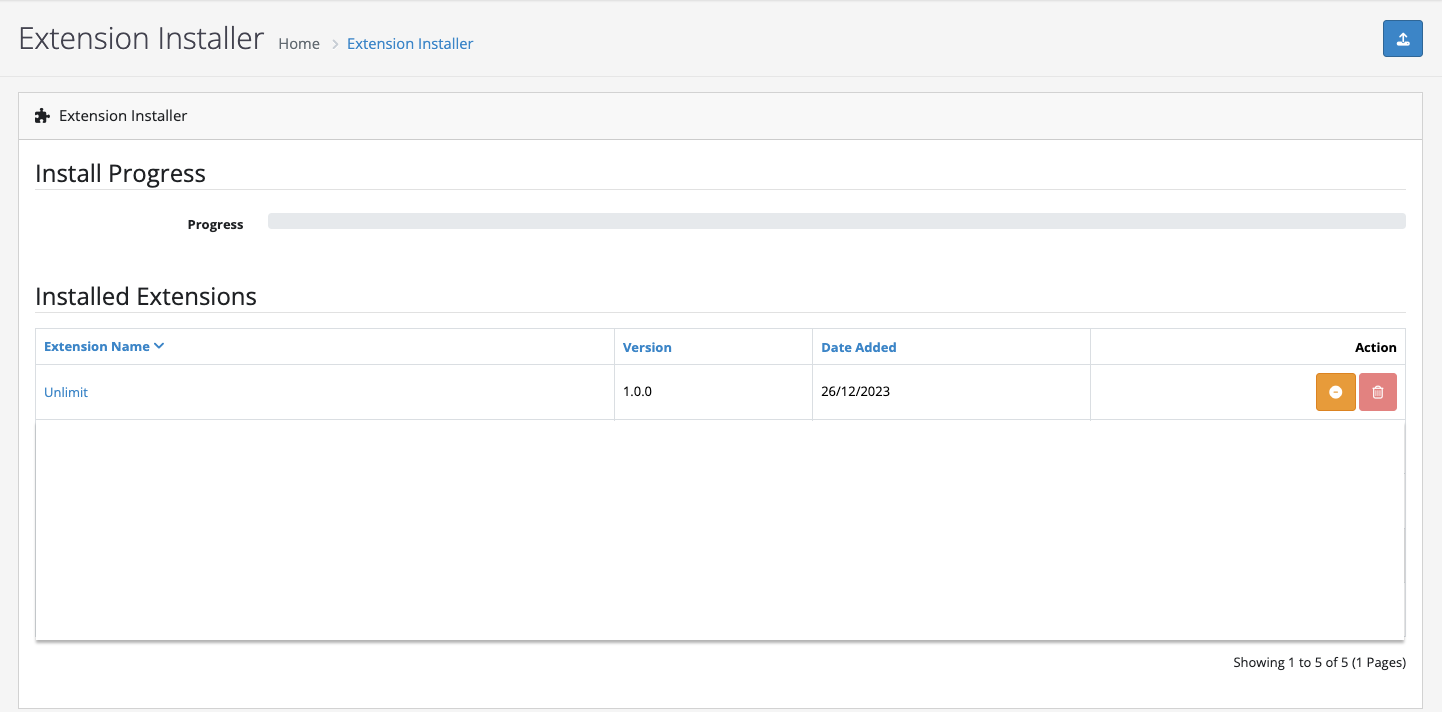 Extension Installer Home > Extension Installer
Extension Installer
Install Progress
Progress
Installed Extensions
Extension Name Version Date Added Action
Unlimit 1.0.0 26/12/2023
Showing 1 to 5 of 5 (1 Pages)